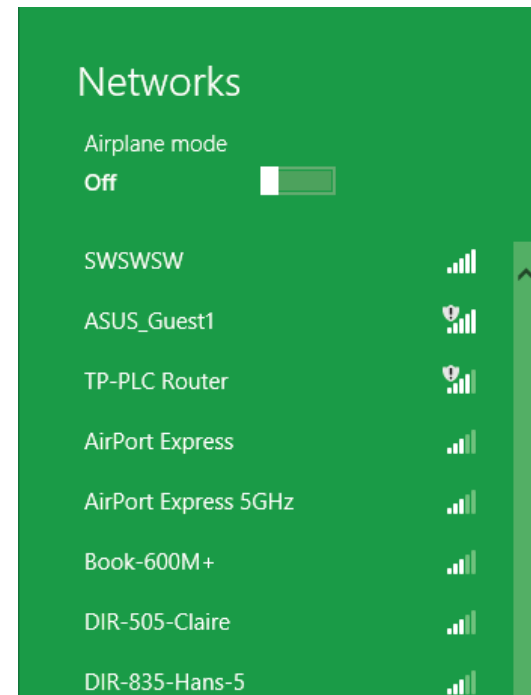 Networks
Airplane mode
Off
SWSWSW
ASUS_Guest1
TP-PLC Router
AirPort Express
AirPort Express 5GHz
Book-600M+
DIR-505-Claire
DIR-835-Hans-5